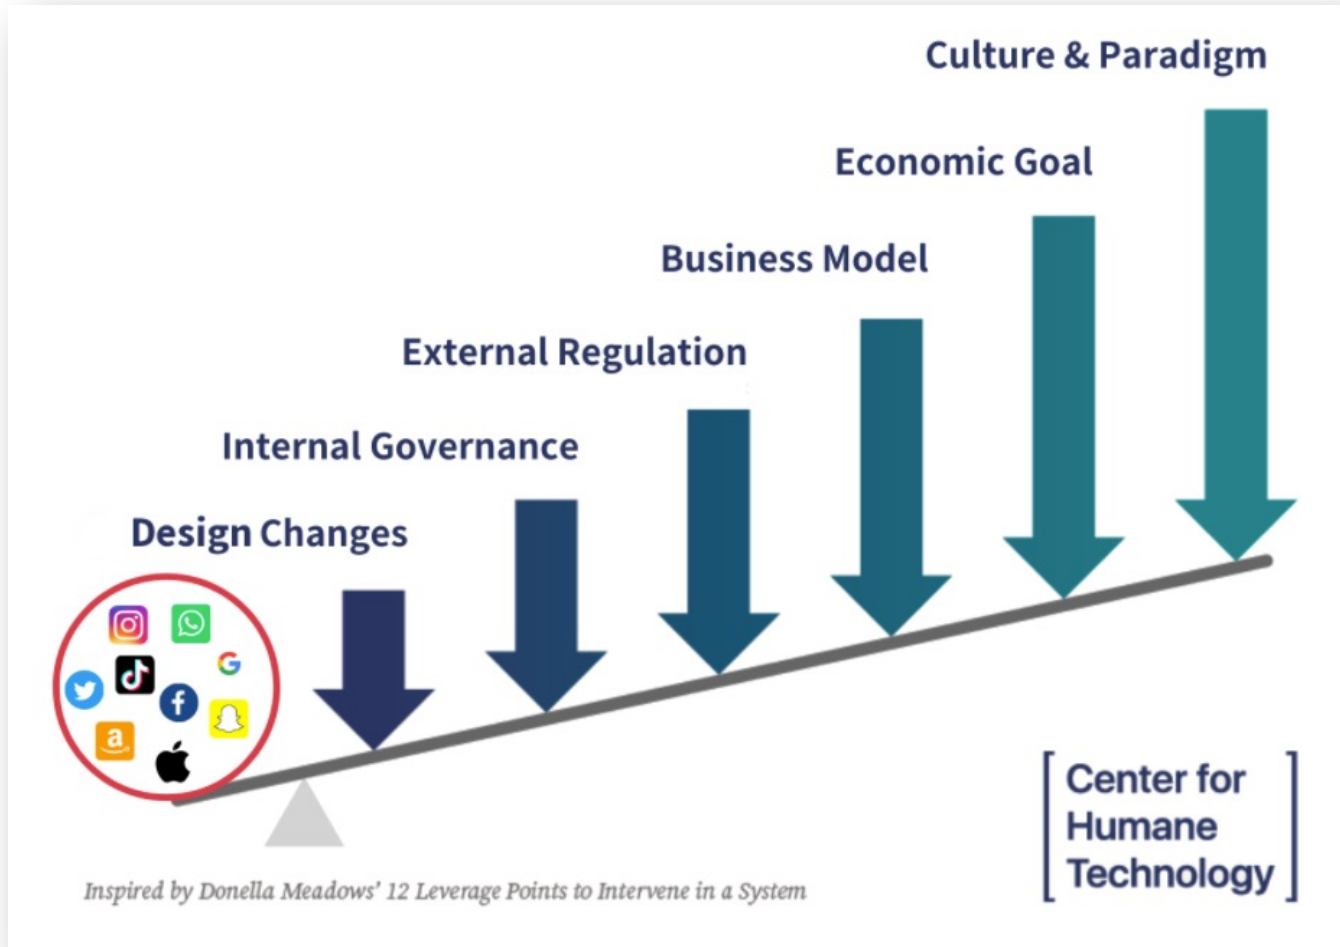 Culture & Paradigm
Economic Goal
Business Model
External Regulation
Internal Governance
Design Changes
a
Center for
Humane
Technology
Inspired by Donella Meadows' 12 Leverage Points to Intervene in a System